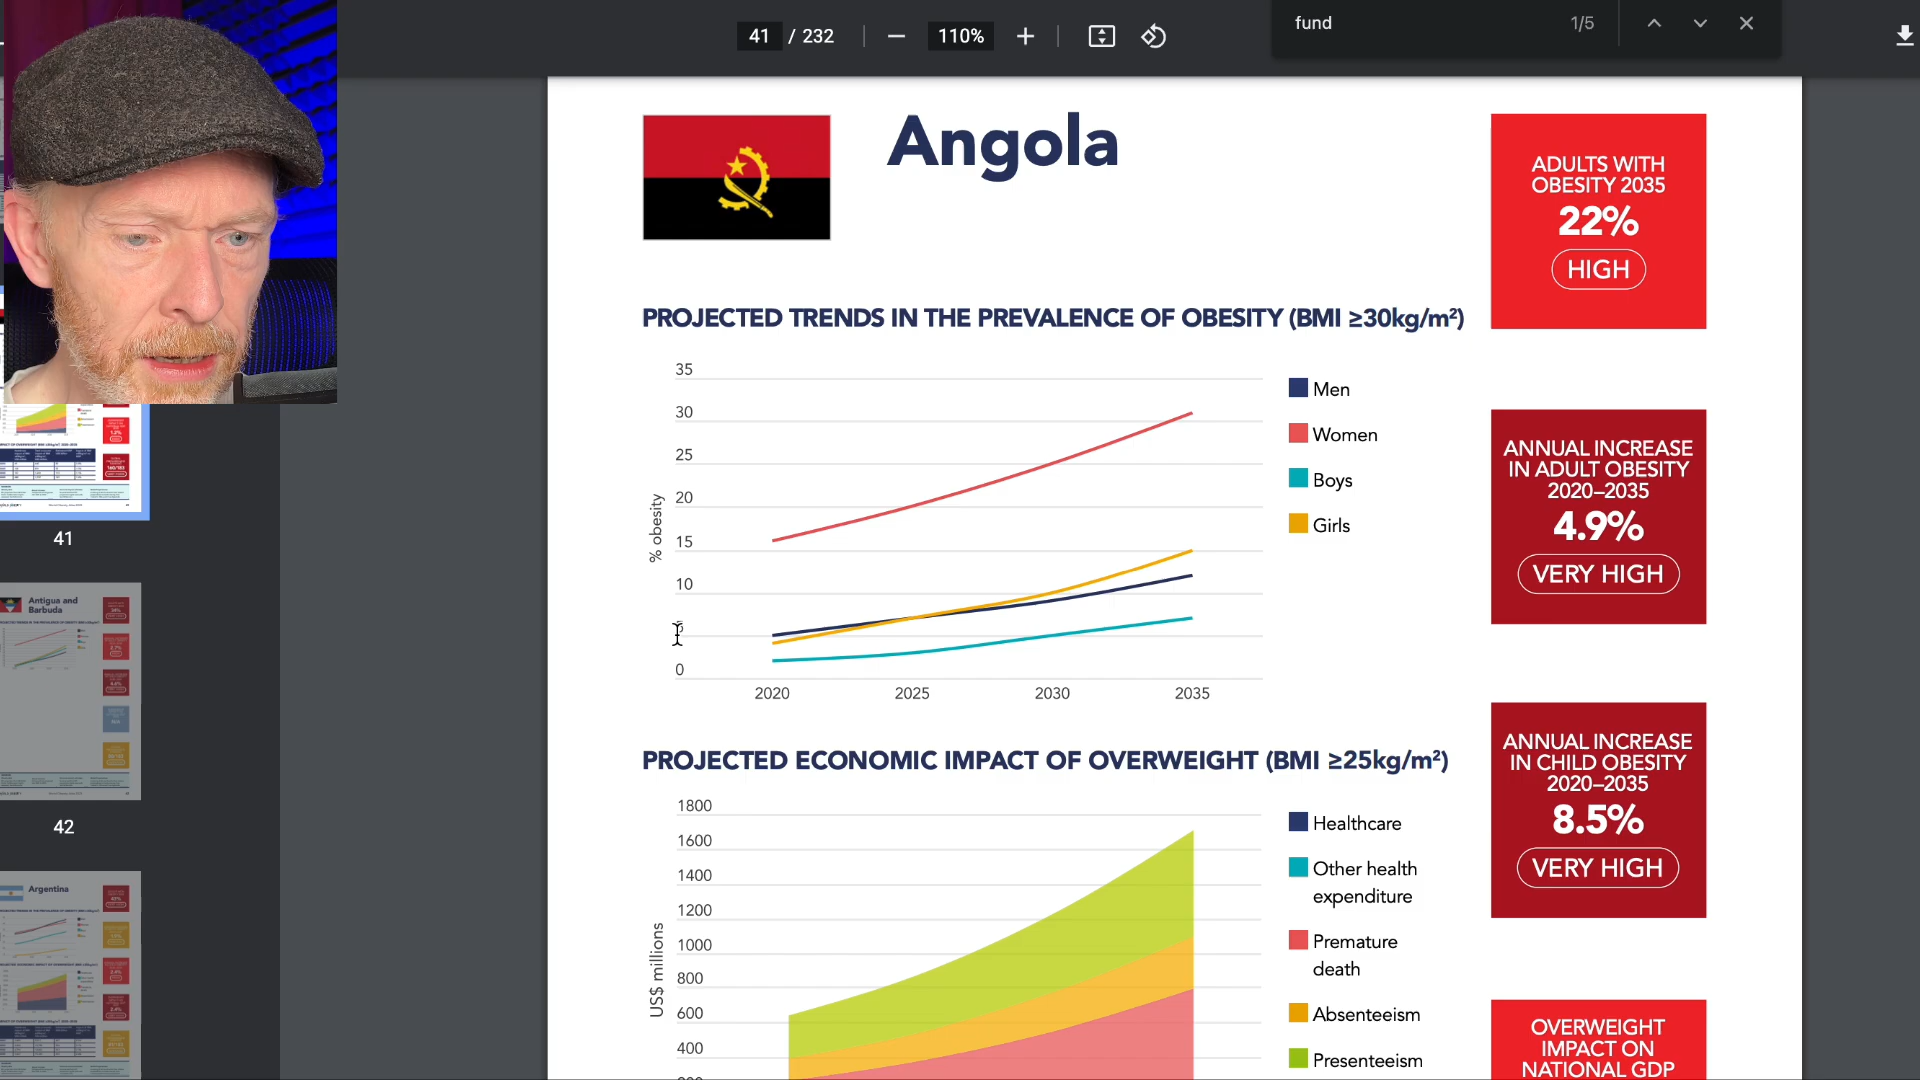 41 / 232
110%
fund
1/5
Angola
ADULTS WITH
OBESITY 2035
22%
HIGH
PROJECTED TRENDS IN THE PREVALENCE OF OBESITY (BMI ≥30kg/m²)
35
30
25
20
15
10
0
% obesity
2020
2025
2030
2035
Men
Women
Boys
Girls
ANNUAL INCREASE
IN ADULT OBESITY
2020–2035
4.9%
VERY HIGH
ANNUAL INCREASE
IN CHILD OBESITY
2020–2035
8.5%
VERY HIGH
PROJECTED ECONOMIC IMPACT OF OVERWEIGHT (BMI ≥25kg/m²)
1800
1600
1400
1200
1000
800
600
400
US$ millions
Healthcare
Other health
expenditure
Premature
death
Absenteeism
Presenteeism
OVERWEIGHT
IMPACT ON
NATIONAL GDP
41
Antigua and
Barbuda
42
Argentina